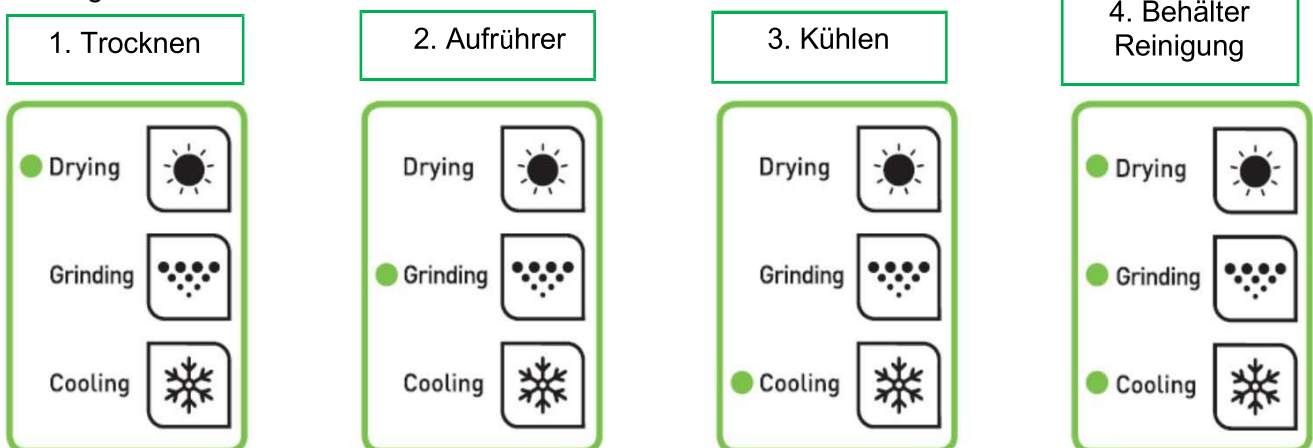 1. Trocknen
2. Aufrührer
3. Kühlen
4. Behälter
Reinigung
Drying
Grinding
Cooling
Drying
Grinding
Cooling
Drying
Grinding
Cooling
Drying
Grinding
Cooling